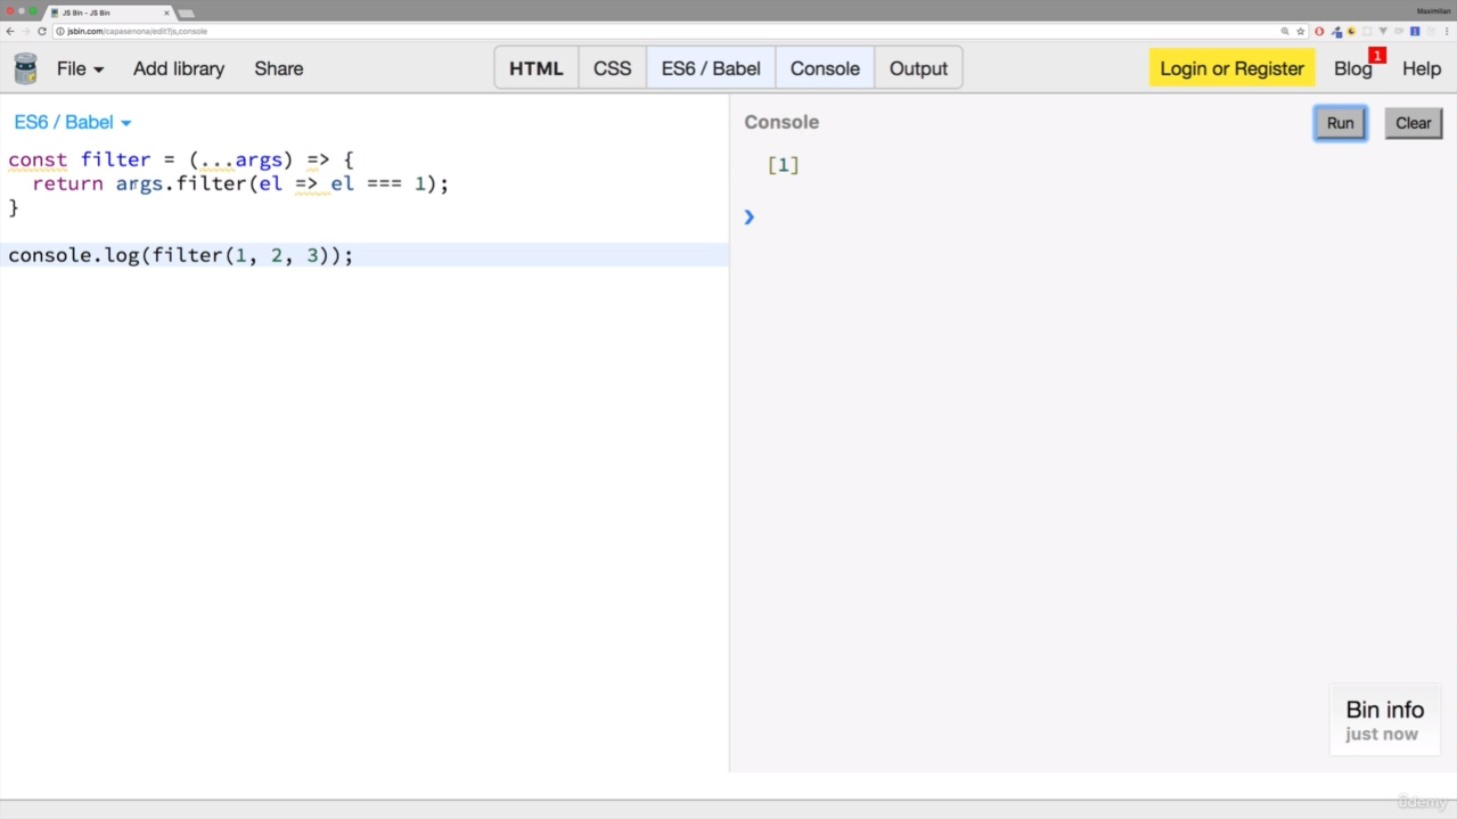 JS Bin - JS Bin
Maximilian
jsbin.com/capasenona/edit?js,console
File
Add library
Share
HTML
CSS
ES6 / Babel
Console
Output
Login or Register
Blog
1
Help
ES6 / Babel
const filter = (...args) => {
  return args.filter(el => el === 1);
}
console.log(filter(1, 2, 3));
Console
Run
Clear
[1]
Bin info
just now
ûdemy